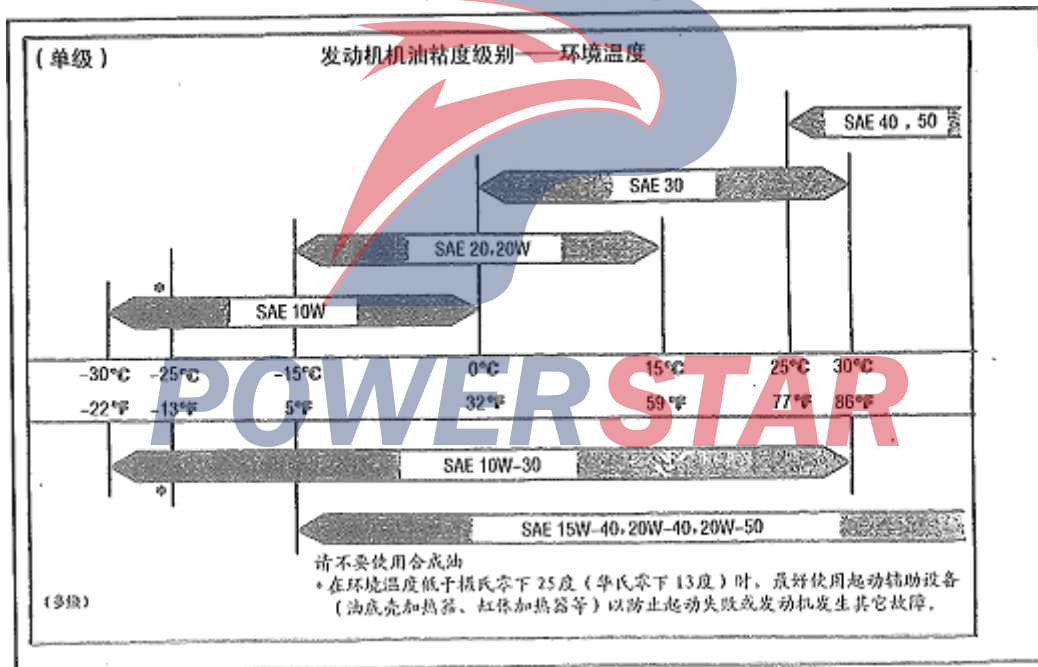 (单级) 发动机机油粘度级别——环境温度
SAE 40，50
SAE 30
SAE 20，20W
*
SAE 10W
-30°C -25°C -15°C 0°C 15°C 25°C 30°C
-22°F -13°F 5°F 32°F 59°F 77°F 86°F
POWERSTAR
SAE 10W-30
*
SAE 15W-40，20W-40，20W-50
请不要使用合成油
*在环境温度低于摄氏零下25度（华氏零下13度）时，最好使用起动辅助设备
（油底壳加热器、缸体加热器等）以防止起动失败或发动机发生其它故障。
(多级)